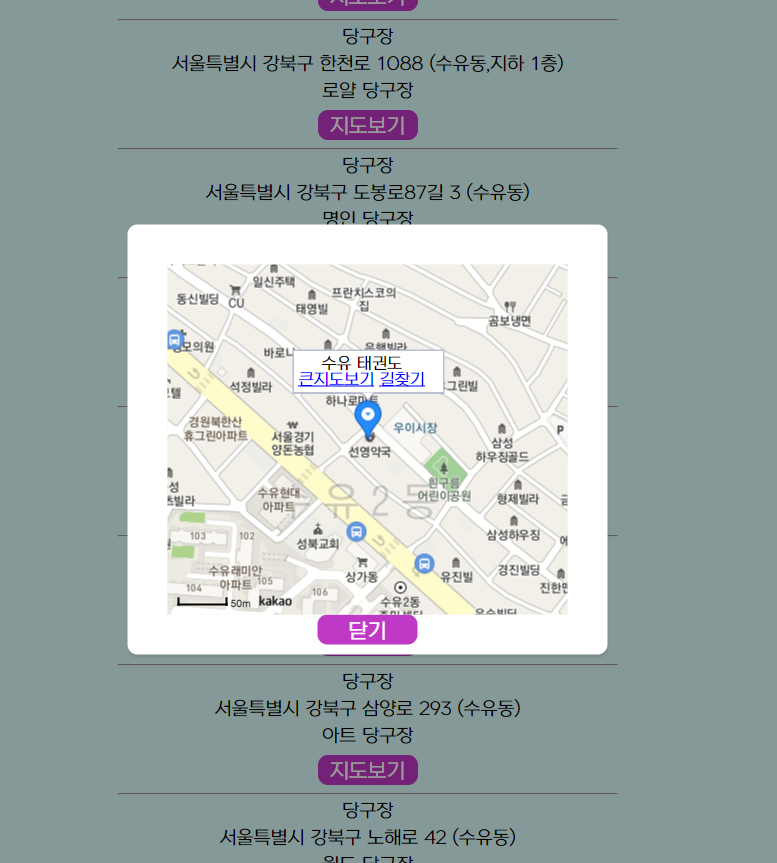 지도보기
당구장
서울특별시 강북구 한천로 1088 (수유동,지하 1층)
로얄 당구장
지도보기
당구장
서울특별시 강북구 도봉로87길 3 (수유동)
명인 당구장
일신주택
동신빌딩
CU
태영빌
프란치스코의
집
곰보냉면
모의원
바로
은행빌라
수유 태권도
큰지도보기 길찾기
석정빌라
그린빌라
하나로마트
경원북한산
휴그린아파트
서울경기
양돈농협
선영약국
우이시장
삼성
하우징골드
P
흰구름
어린이공원
성
츠빌라
수유현대
아파트
수유2동
형제빌라
103
102
성북교회
삼성하우징
수유래미안
아파트
105
104
106
상가동
유진빌
경진빌딩
진한
수유2동
50m
kakao
닫기
당구장
서울특별시 강북구 삼양로 293 (수유동)
아트 당구장
지도보기
당구장
서울특별시 강북구 노해로 42 (수유동)
월드 당구장